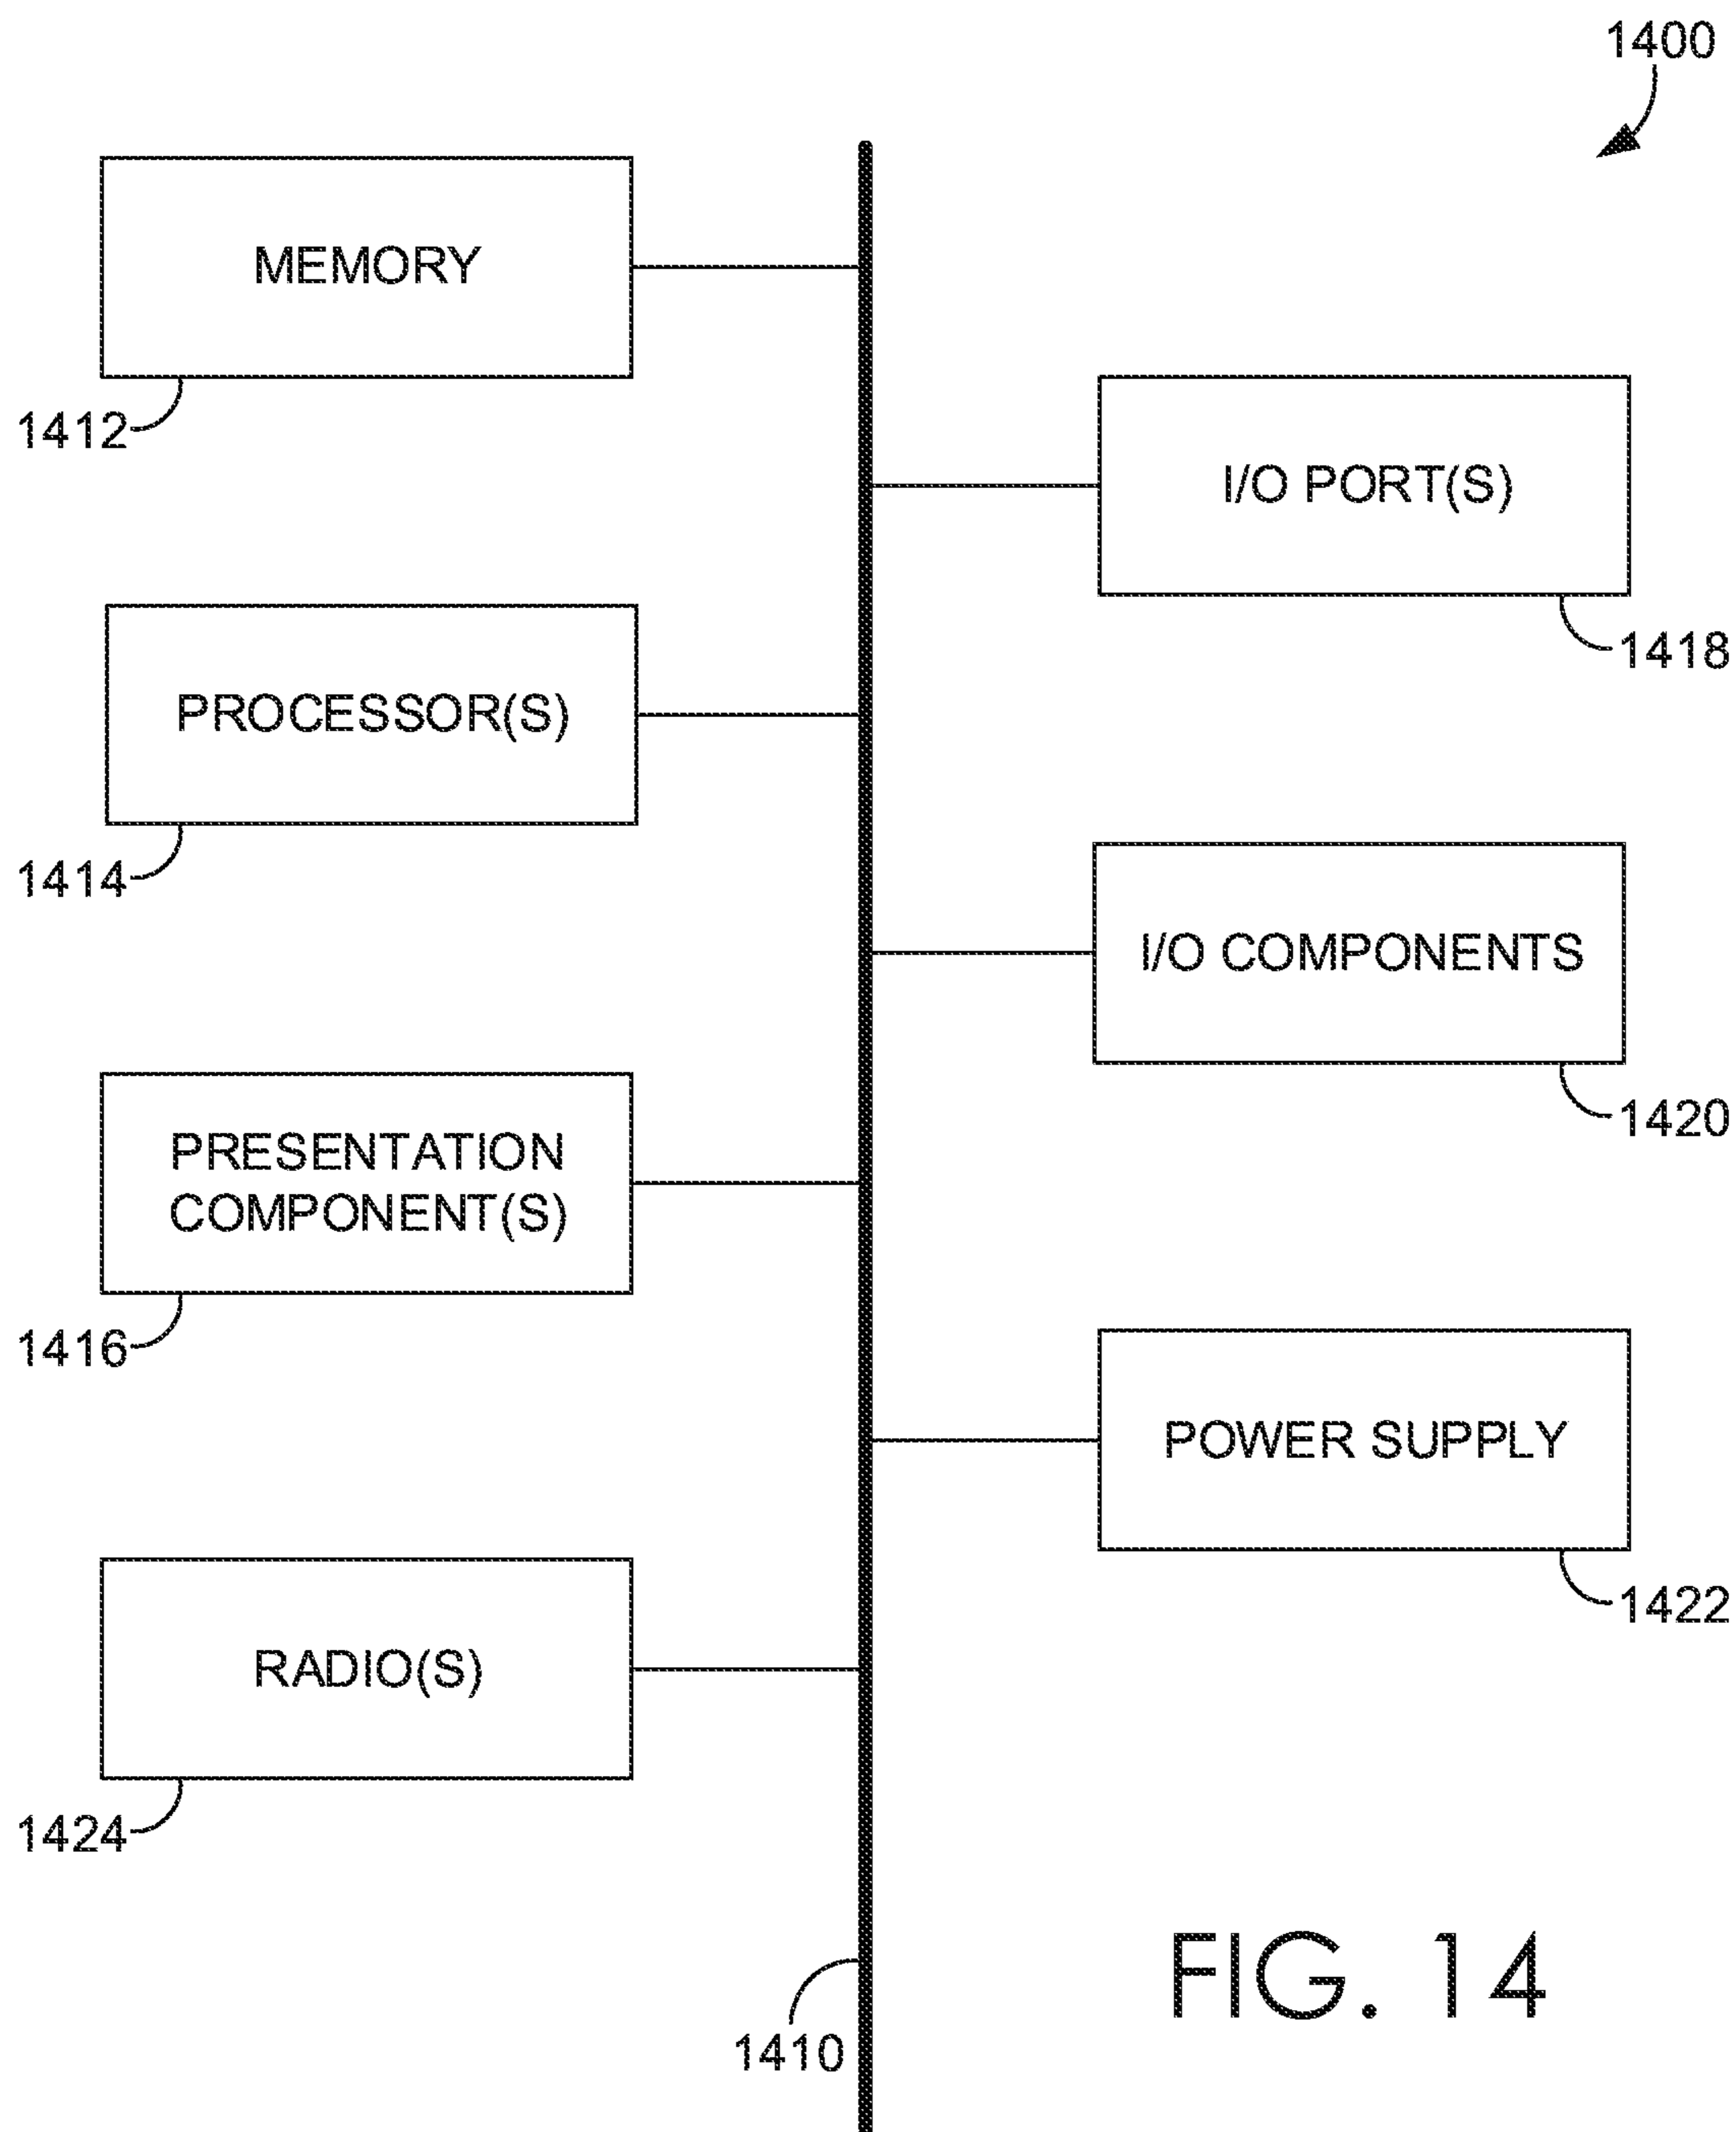 1400
MEMORY
1412
I/O PORT(S)
1418
PROCESSOR(S)
1414
I/O COMPONENTS
1420
PRESENTATION
COMPONENT(S)
1416
POWER SUPPLY
1422
RADIO(S)
1424
1410
FIG. 14